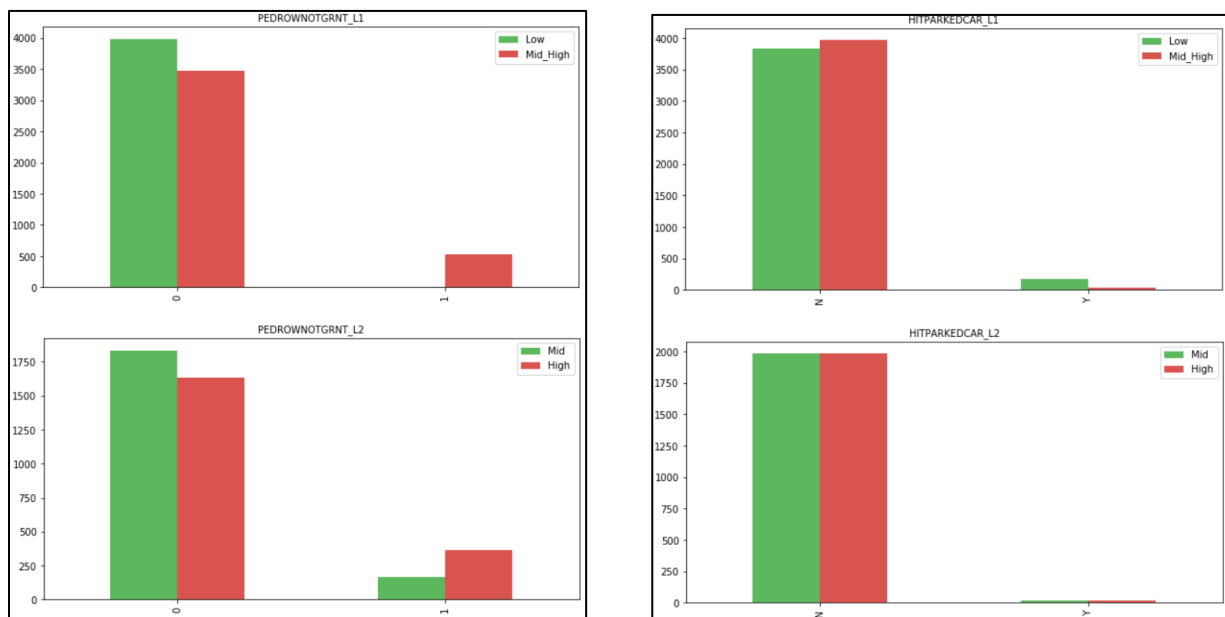 PEDROWNOTGRNT_L1
Low
Mid_High
4000
3500
3000
2500
2000
1500
1000
500
0
0
1
PEDROWNOTGRNT_L2
Mid
High
1750
1500
1250
1000
750
500
250
0
0
1
HITPARKEDCAR_L1
Low
Mid_High
4000
3500
3000
2500
2000
1500
1000
500
0
N
Y
HITPARKEDCAR_L2
Mid
High
2000
1750
1500
1250
1000
750
500
250
0
N
Y